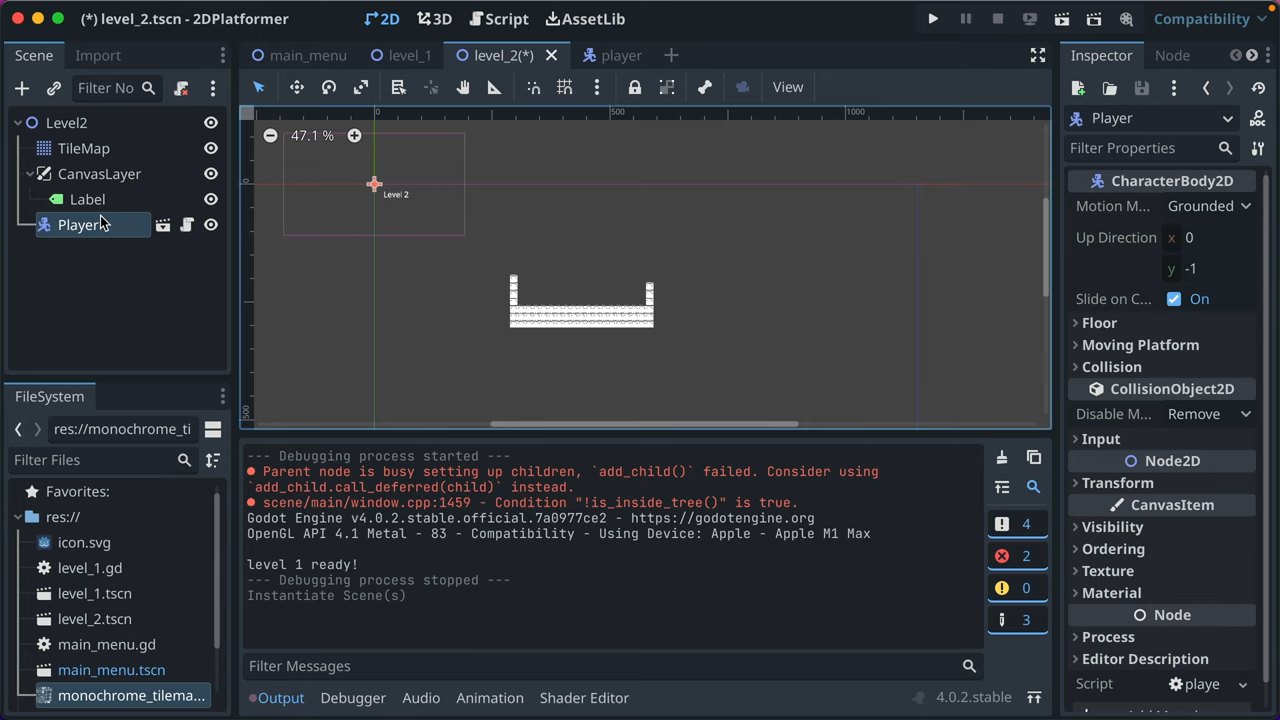 (*) level_2.tscn - 2DPlatformer
2D
3D
Script
AssetLib
Compatibility
Scene
Import
main_menu
level_1
level_2(*)
player
Inspector
Node
Filter No
View
Level2
TileMap
CanvasLayer
Label
Player
0
500
1000
47.1 %
0
500
Level 2
Player
Filter Properties
CharacterBody2D
Motion M...
Grounded
Up Direction
x
0
y
-1
Slide on C...
On
Floor
Moving Platform
Collision
CollisionObject2D
Disable M...
Remove
Input
Node2D
Transform
CanvasItem
Visibility
Ordering
Texture
Material
Node
Process
Editor Description
Script
playe
FileSystem
res://monochrome_ti
Filter Files
Favorites:
res://
icon.svg
level_1.gd
level_1.tscn
level_2.tscn
main_menu.gd
main_menu.tscn
monochrome_tilema...
--- Debugging process started ---
Parent node is busy setting up children, `add_child()` failed. Consider using
`add_child.call_deferred(child)` instead.
scene/main/window.cpp:1459 - Condition "!is_inside_tree()" is true.
Godot Engine v4.0.2.stable.official.7a0977ce2 - https://godotengine.org
OpenGL API 4.1 Metal - 83 - Compatibility - Using Device: Apple - Apple M1 Max
level 1 ready!
--- Debugging process stopped ---
Instantiate Scene(s)
4
2
0
3
Filter Messages
Output
Debugger
Audio
Animation
Shader Editor
4.0.2.stable